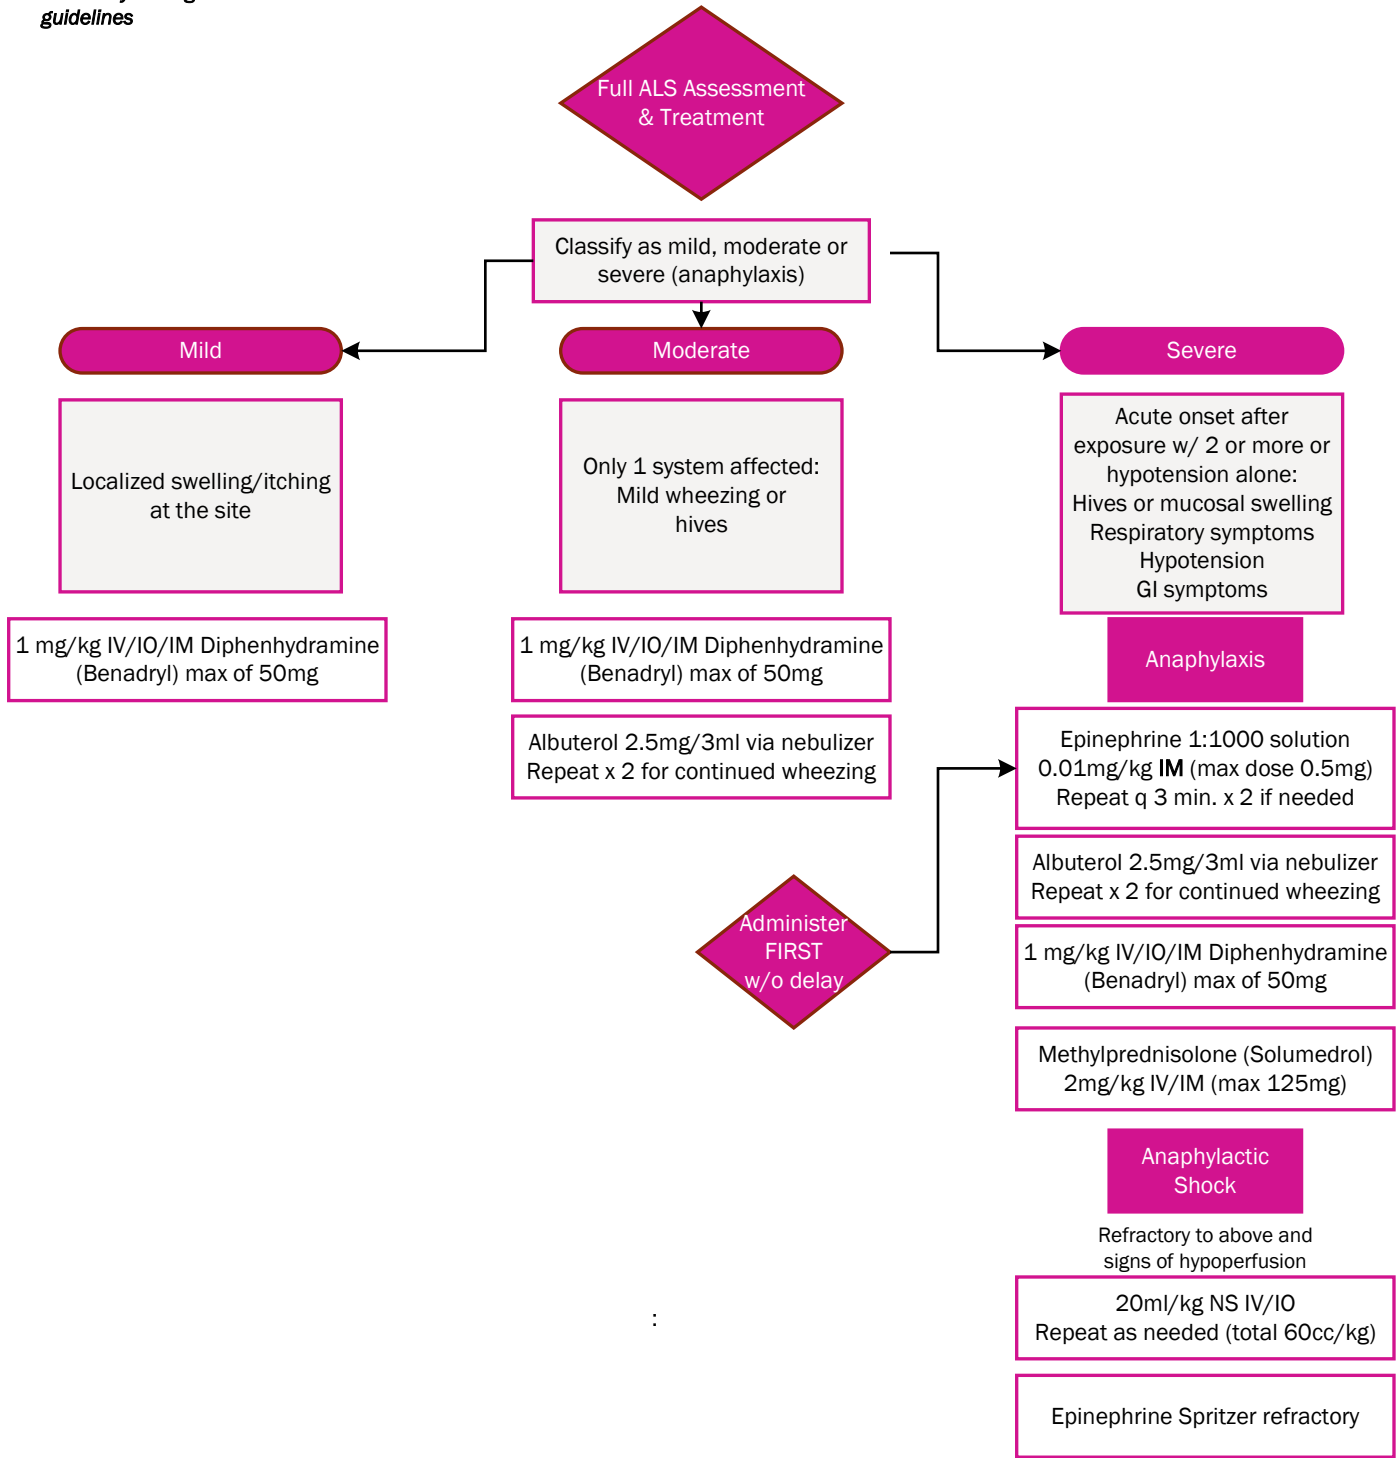 guidelines
Full ALS Assessment
& Treatment
Classify as mild, moderate or
severe (anaphylaxis)
Mild
Moderate
Severe
Localized swelling/itching
at the site
Only 1 system affected:
Mild wheezing or
hives
Acute onset after
exposure w/ 2 or more or
hypotension alone:
Hives or mucosal swelling
Respiratory symptoms
Hypotension
GI symptoms
1 mg/kg IV/IO/IM Diphenhydramine
(Benadryl) max of 50mg
1 mg/kg IV/IO/IM Diphenhydramine
(Benadryl) max of 50mg
Albuterol 2.5mg/3ml via nebulizer
Repeat x 2 for continued wheezing
Anaphylaxis
Epinephrine 1:1000 solution
0.01mg/kg IM (max dose 0.5mg)
Repeat q 3 min. x 2 if needed
Administer
FIRST
w/o delay
Albuterol 2.5mg/3ml via nebulizer
Repeat x 2 for continued wheezing
1 mg/kg IV/IO/IM Diphenhydramine
(Benadryl) max of 50mg
Methylprednisolone (Solumedrol)
2mg/kg IV/IM (max 125mg)
Anaphylactic
Shock
Refractory to above and
signs of hypoperfusion
20ml/kg NS IV/IO
Repeat as needed (total 60cc/kg)
:
Epinephrine Spritzer refractory